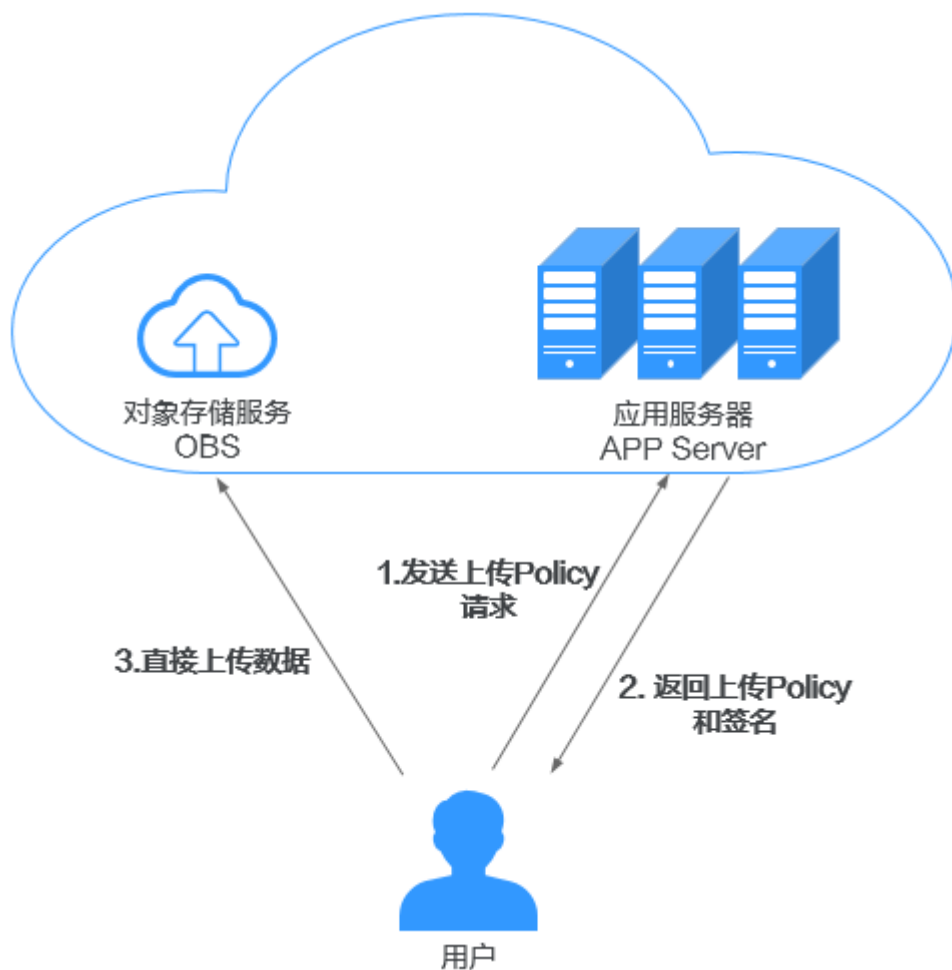 对象存储服务
OBS
应用服务器
APP Server
1.发送上传Policy
请求
3.直接上传数据
2. 返回上传Policy
和签名
用户